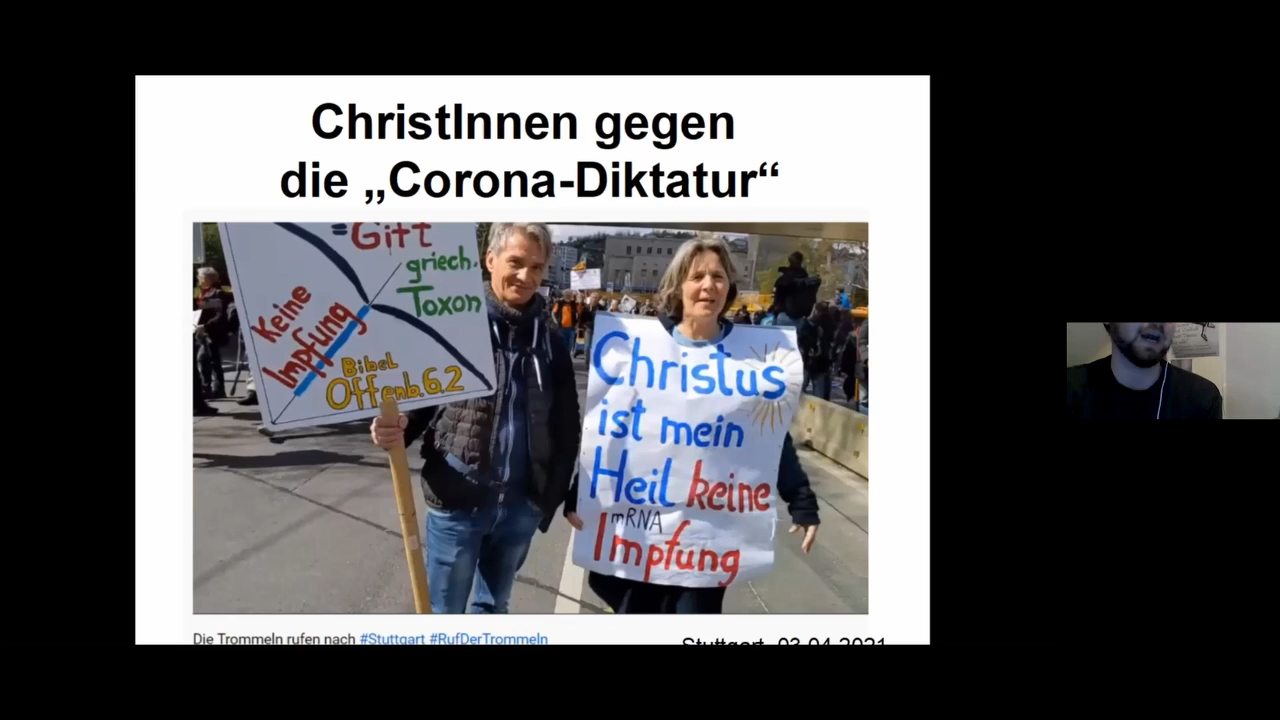 ChristInnen gegen
die „Corona-Diktatur“
=Gift
griech.
Toxon
Keine
Impfung
Bibel
Offenb. 6,2
Christus
ist mein
Heil keine
mRNA
Impfung
Die Trommeln rufen nach #Stuttgart #RufDerTrommeln
Stuttgart, 03.04.2021